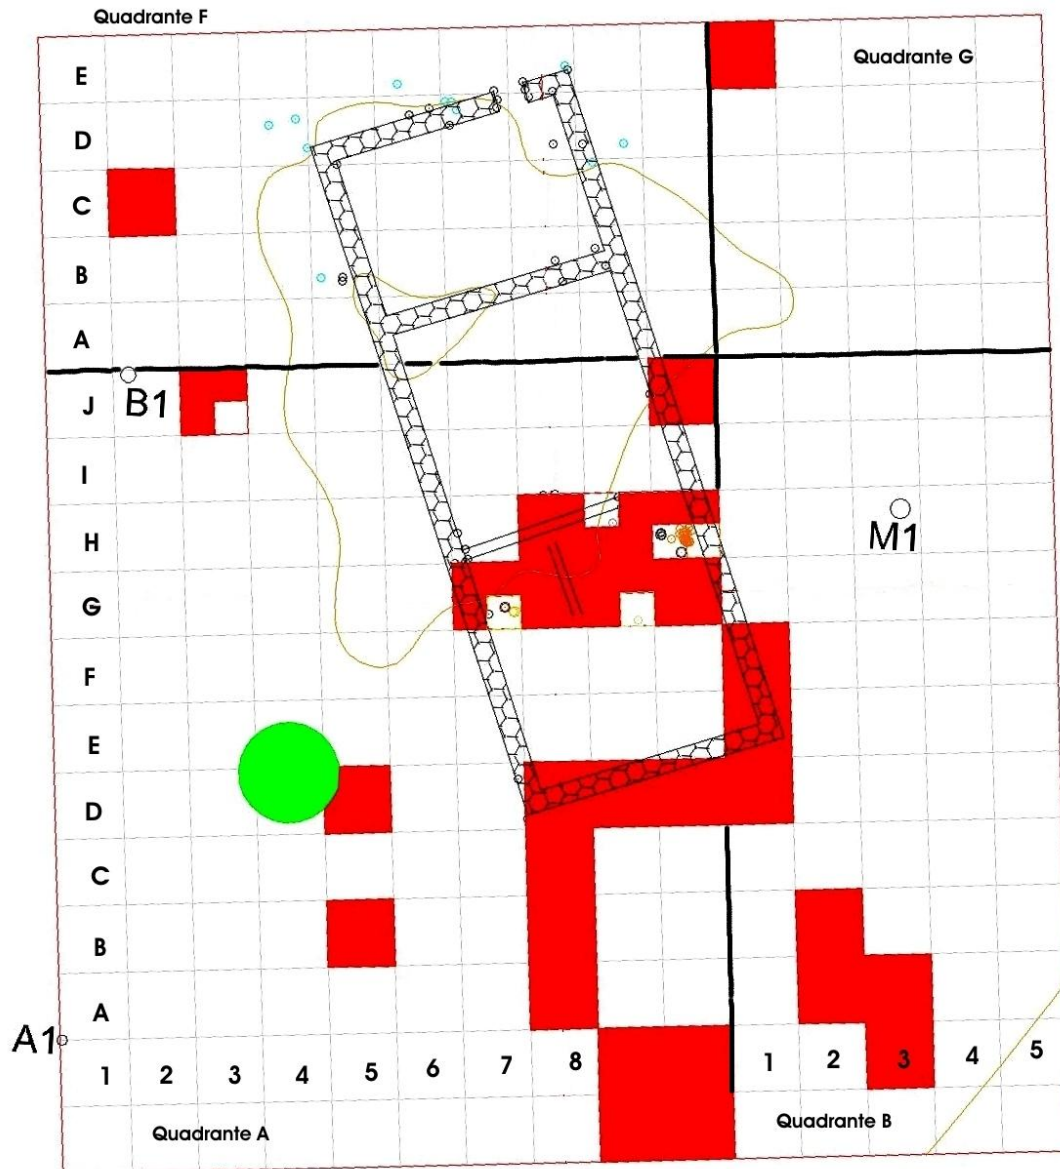 Quadrante F
E
Quadrante G
D
C
B
A
B1
J
I
H
M1
G
F
E
D
C
B
A
A1
1 2 3 4 5 6 7 8 1 2 3 4 5
Quadrante A
Quadrante B